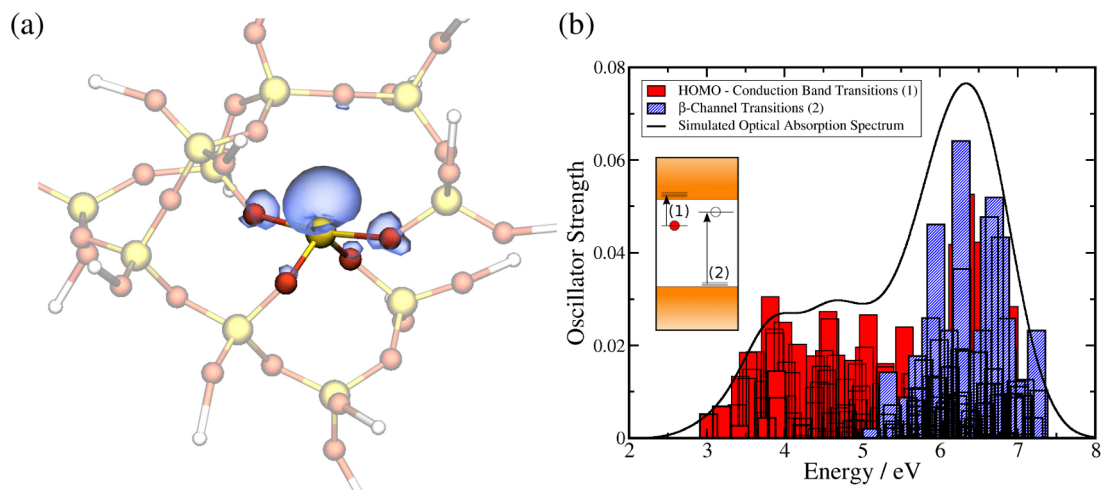 (a)
(b)
0.08
0.06
0.04
0.02
0
Oscillator Strength
HOMO - Conduction Band Transitions (1)
β-Channel Transitions (2)
Simulated Optical Absorption Spectrum
(1)
(2)
2 3 4 5 6 7 8
Energy / eV